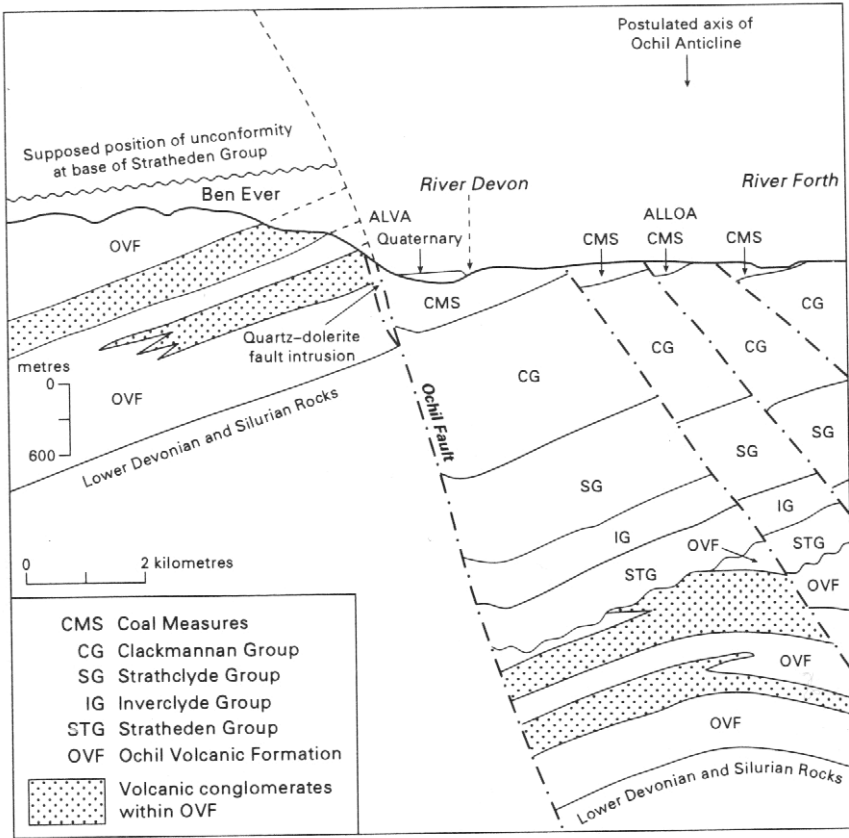 Postulated axis of
Ochil Anticline
Supposed position of unconformity
at base of Stratheden Group
Ben Ever
River Devon
River Forth
ALVA
Quaternary
ALLOA
CMS
CMS
CMS
OVF
CMS
CG
CG
CG
CG
Quartz–dolerite
fault intrusion
metres
0
600
OVF
Lower Devonian and Silurian Rocks
Ochil Fault
SG
SG
SG
IG
IG
STG
OVF
STG
OVF
0 2 kilometres
OVF
OVF
Lower Devonian and Silurian Rocks
CMS Coal Measures
CG Clackmannan Group
SG Strathclyde Group
IG Inverclyde Group
STG Stratheden Group
OVF Ochil Volcanic Formation
Volcanic conglomerates
within OVF